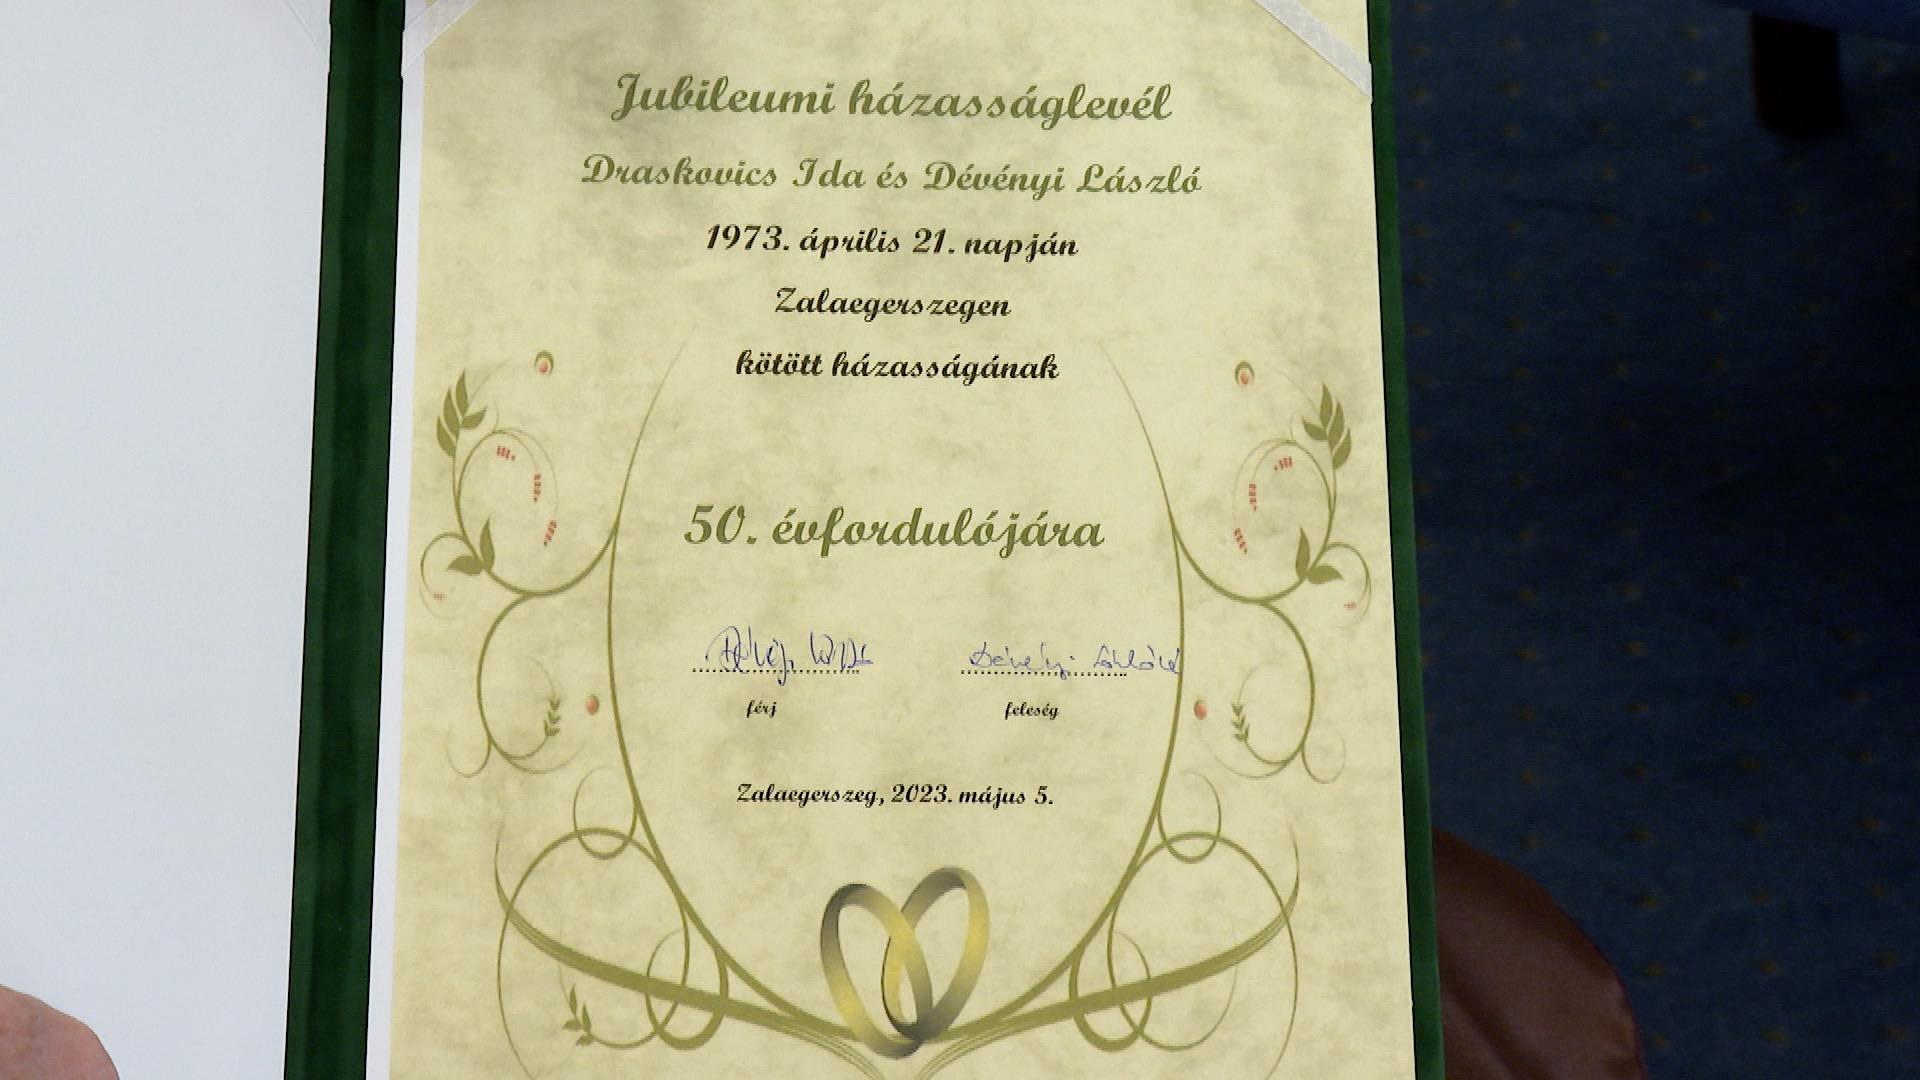 Jubileumi házasságlevél
Draskovics Ida és Dévényi László
1973. április 21. napján
Zalaegerszegen
kötött házasságának
50. évfordulójára
férj feleség
Zalaegerszeg, 2023. május 5.